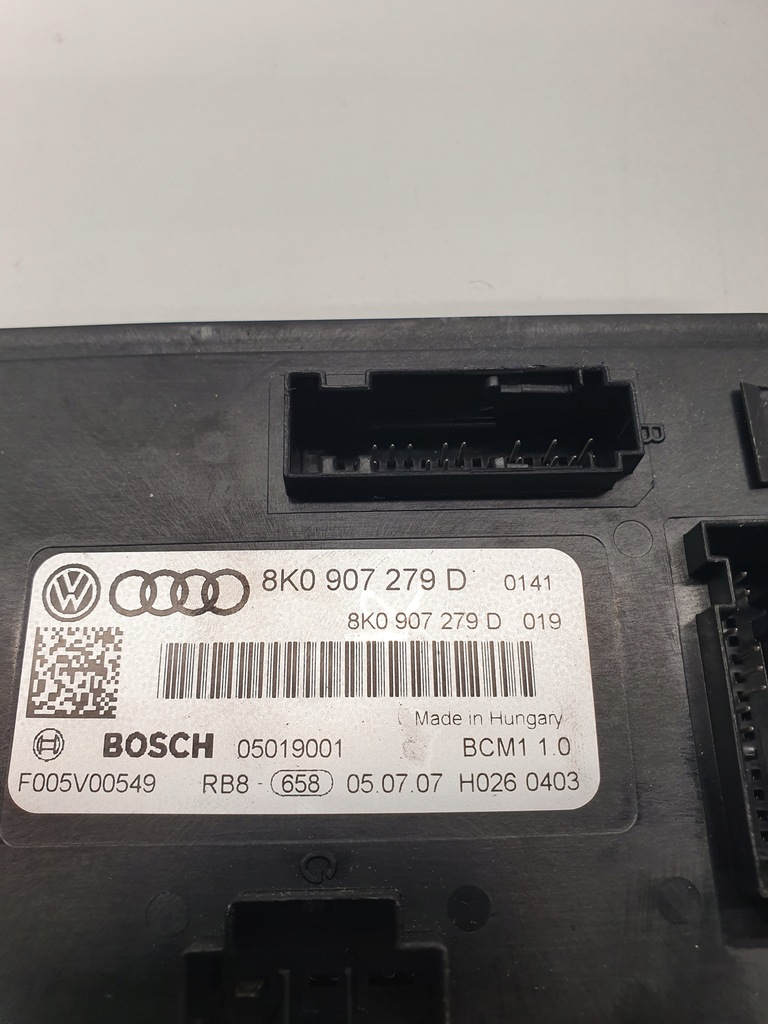 B
8K0 907 279 D 0141
8K0 907 279 D 019
Made in Hungary
BOSCH 05019001 BCM1 1.0
F005V00549 RB8 - 658 05.07.07 H026 0403
G